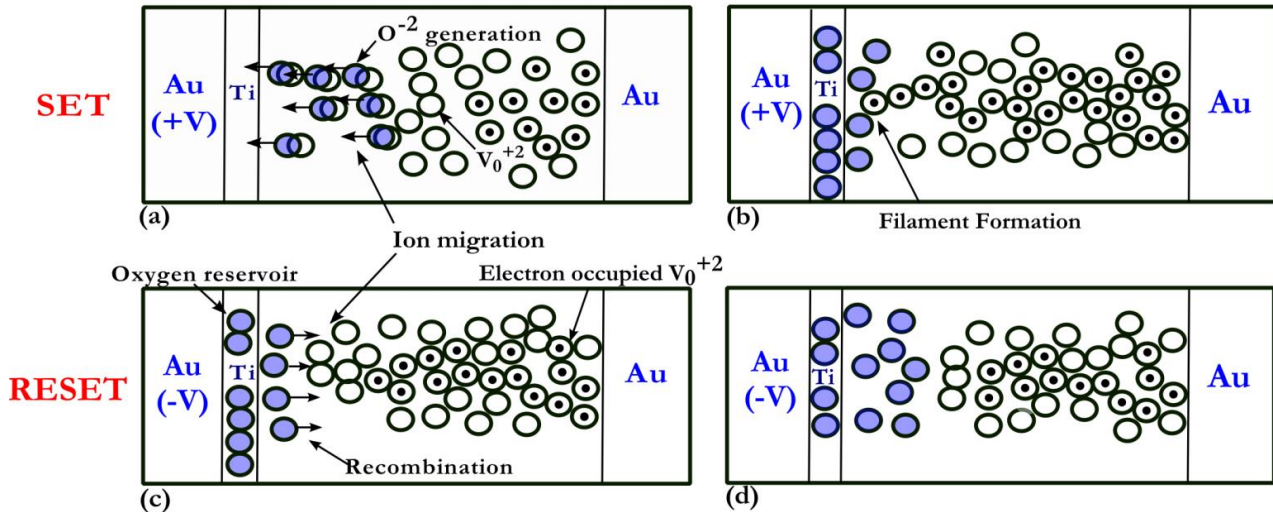 SET
O⁻² generation
Au
(+V)
Ti
Au
V₀⁺²
(a)
Au
(+V)
Ti
Au
(b)
Filament Formation
Ion migration
Oxygen reservoir
Electron occupied V₀⁺²
RESET
Au
(-V)
Ti
Au
Recombination
(c)
Au
(-V)
Ti
Au
(d)